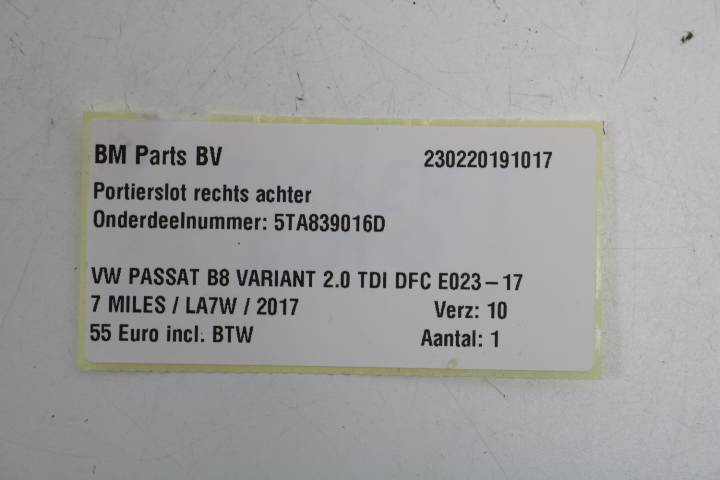 BM Parts BV 230220191017
Portierslot rechts achter
Onderdeelnummer: 5TA839016D
VW PASSAT B8 VARIANT 2.0 TDI DFC E023-17
7 MILES / LA7W / 2017 Verz: 10
55 Euro incl. BTW Aantal: 1